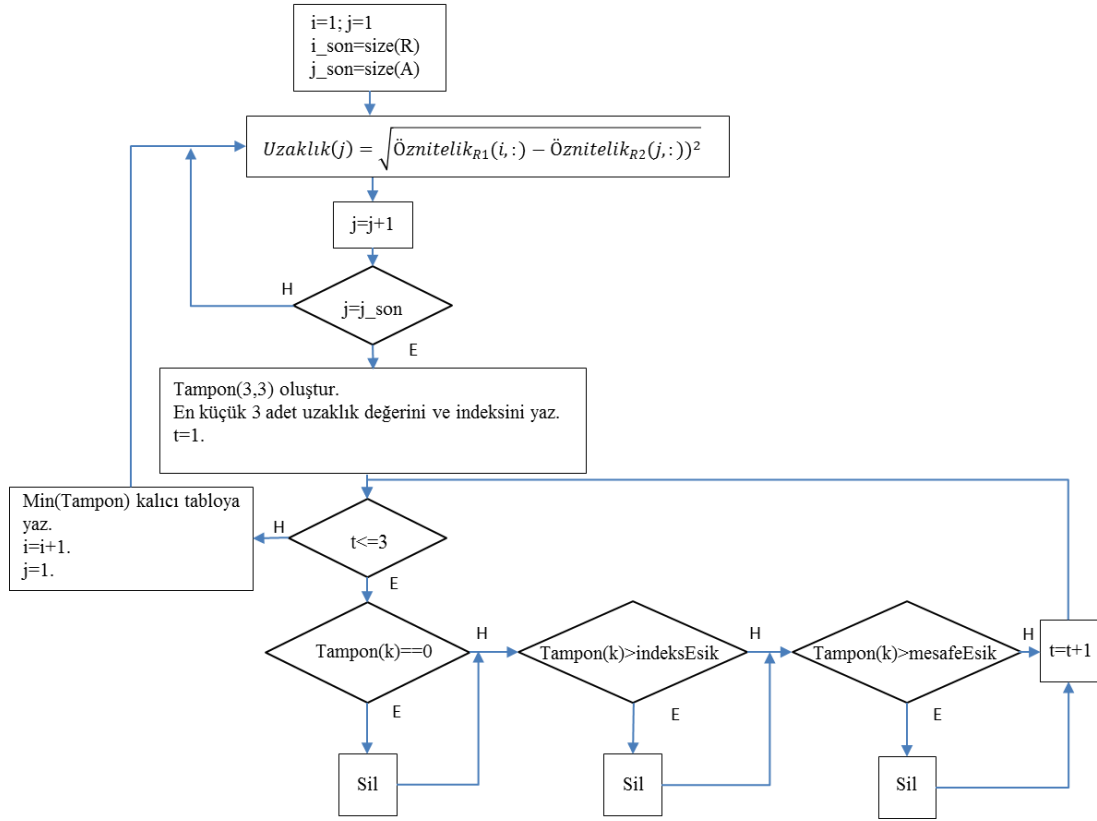 i=1; j=1
i_son=size(R)
j_son=size(A)
Uzaklık(j) = √Öznitelik_R1(i,:) − Öznitelik_R2(j,:))²
j=j+1
H
j=j_son
E
Tampon(3,3) oluştur.
En küçük 3 adet uzaklık değerini ve indeksini yaz.
t=1.
Min(Tampon) kalıcı tabloya
yaz.
i=i+1.
j=1.
H
t<=3
E
Tampon(k)==0
H
Tampon(k)>indeksEsik
H
Tampon(k)>mesafeEsik
H
t=t+1
E
E
E
Sil
Sil
Sil